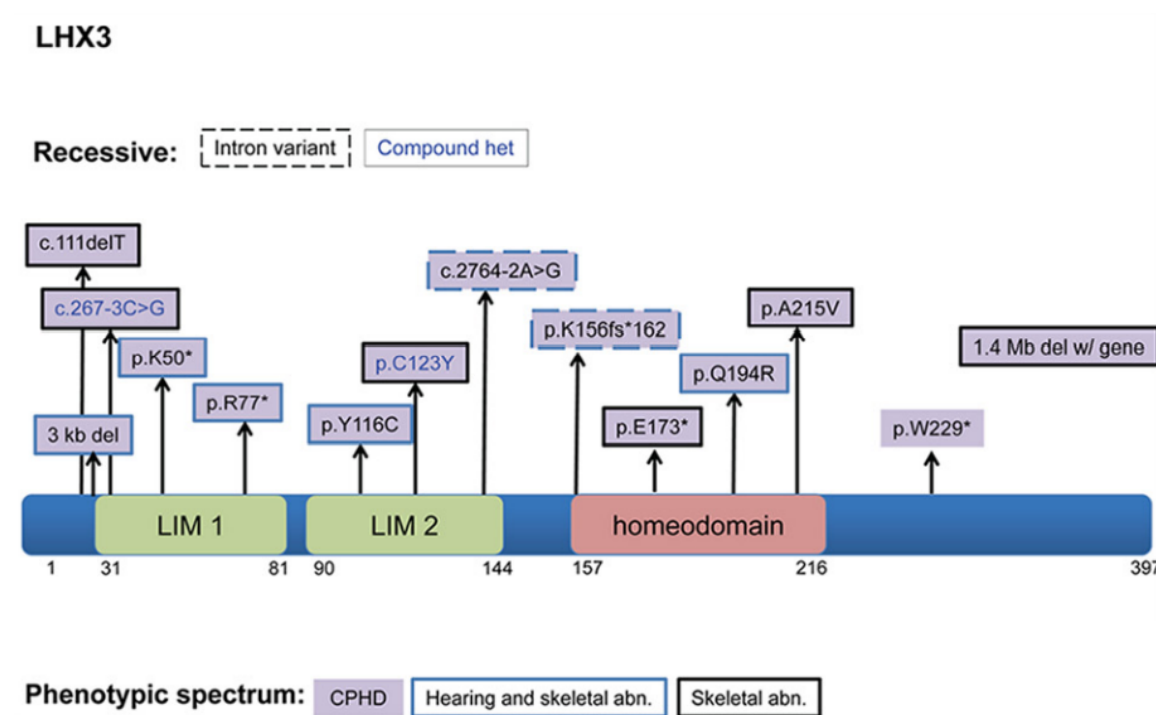 LHX3
Recessive: Intron variant Compound het
c.111delT
c.2764-2A>G
c.267-3C>G
p.A215V
p.K156fs*162
1.4 Mb del w/ gene
p.K50*
p.C123Y
p.Q194R
p.R77*
p.Y116C
p.E173*
p.W229*
3 kb del
LIM 1 LIM 2 homeodomain
1 31 81 90 144 157 216 397
Phenotypic spectrum: CPHD Hearing and skeletal abn. Skeletal abn.